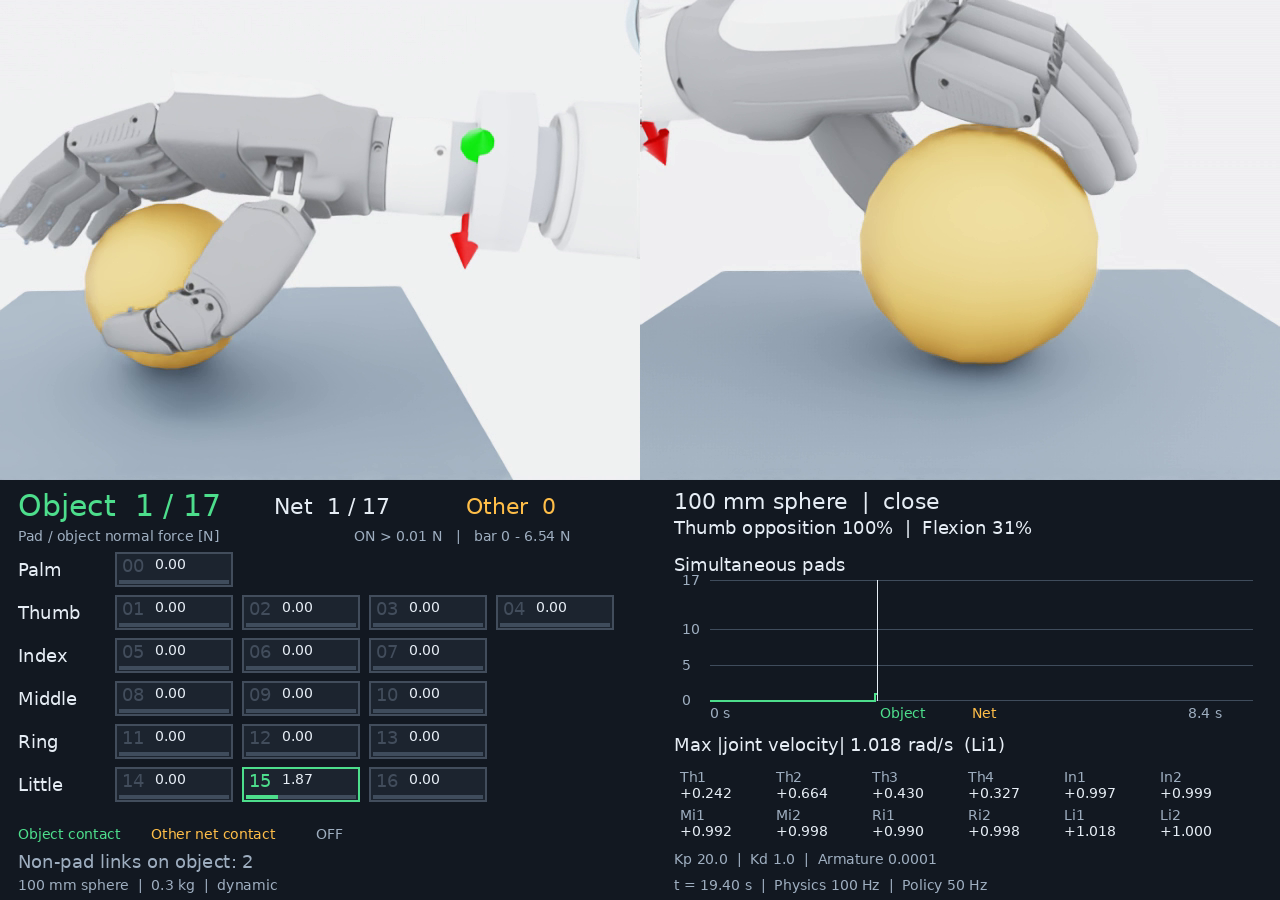 Object 1 / 17 Net 1 / 17 Other 0
Pad / object normal force [N] ON > 0.01 N | bar 0 - 6.54 N
Palm 00 0.00
Thumb 01 0.00 02 0.00 03 0.00 04 0.00
Index 05 0.00 06 0.00 07 0.00
Middle 08 0.00 09 0.00 10 0.00
Ring 11 0.00 12 0.00 13 0.00
Little 14 0.00 15 1.87 16 0.00
Object contact Other net contact OFF
Non-pad links on object: 2
100 mm sphere | 0.3 kg | dynamic
100 mm sphere | close
Thumb opposition 100% | Flexion 31%
Simultaneous pads
17
10
5
0
0 s Object Net 8.4 s
Max |joint velocity| 1.018 rad/s (Li1)
Th1 Th2 Th3 Th4 In1 In2
+0.242 +0.664 +0.430 +0.327 +0.997 +0.999
Mi1 Mi2 Ri1 Ri2 Li1 Li2
+0.992 +0.998 +0.990 +0.998 +1.018 +1.000
Kp 20.0 | Kd 1.0 | Armature 0.0001
t = 19.40 s | Physics 100 Hz | Policy 50 Hz